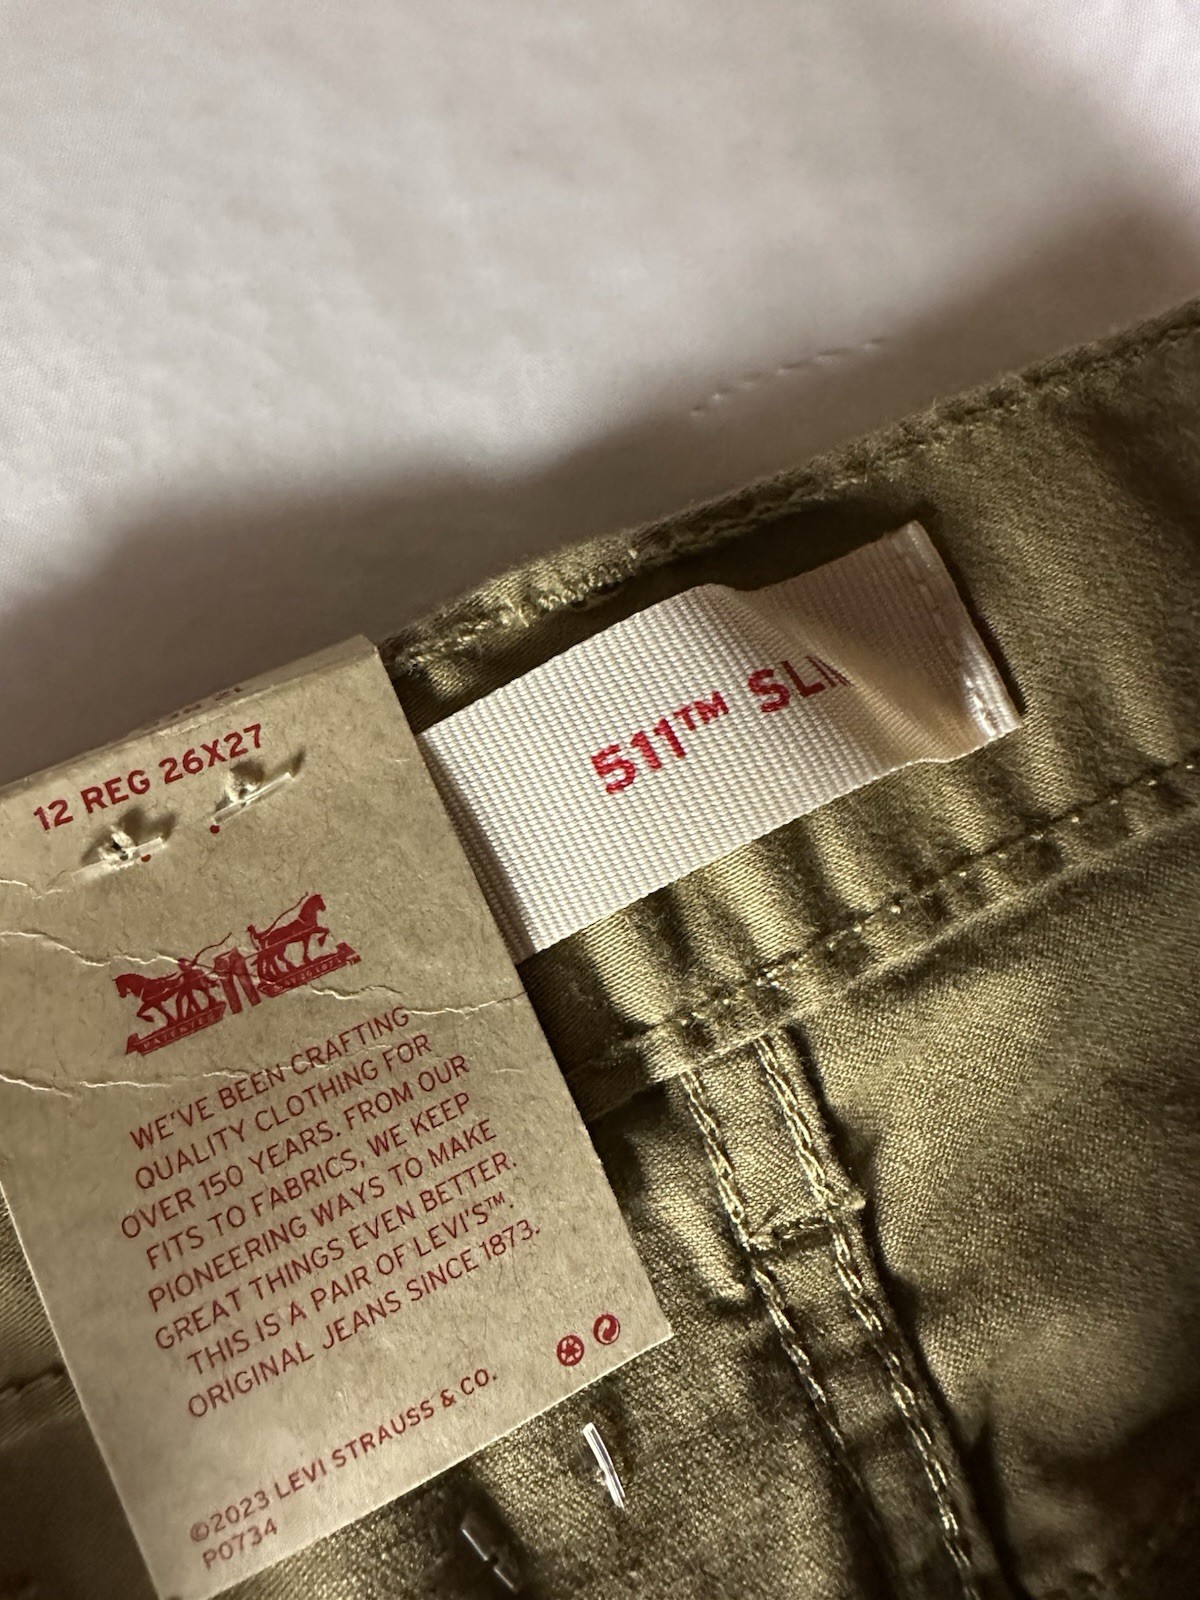 12 REG 26X27
WE'VE BEEN CRAFTING
QUALITY CLOTHING FOR
OVER 150 YEARS. FROM OUR
FITS TO FABRICS, WE KEEP
PIONEERING WAYS TO MAKE
GREAT THINGS EVEN BETTER.
THIS IS A PAIR OF LEVI'S™.
ORIGINAL JEANS SINCE 1873.
©2023 LEVI STRAUSS & CO.
P0734
511™ SLI